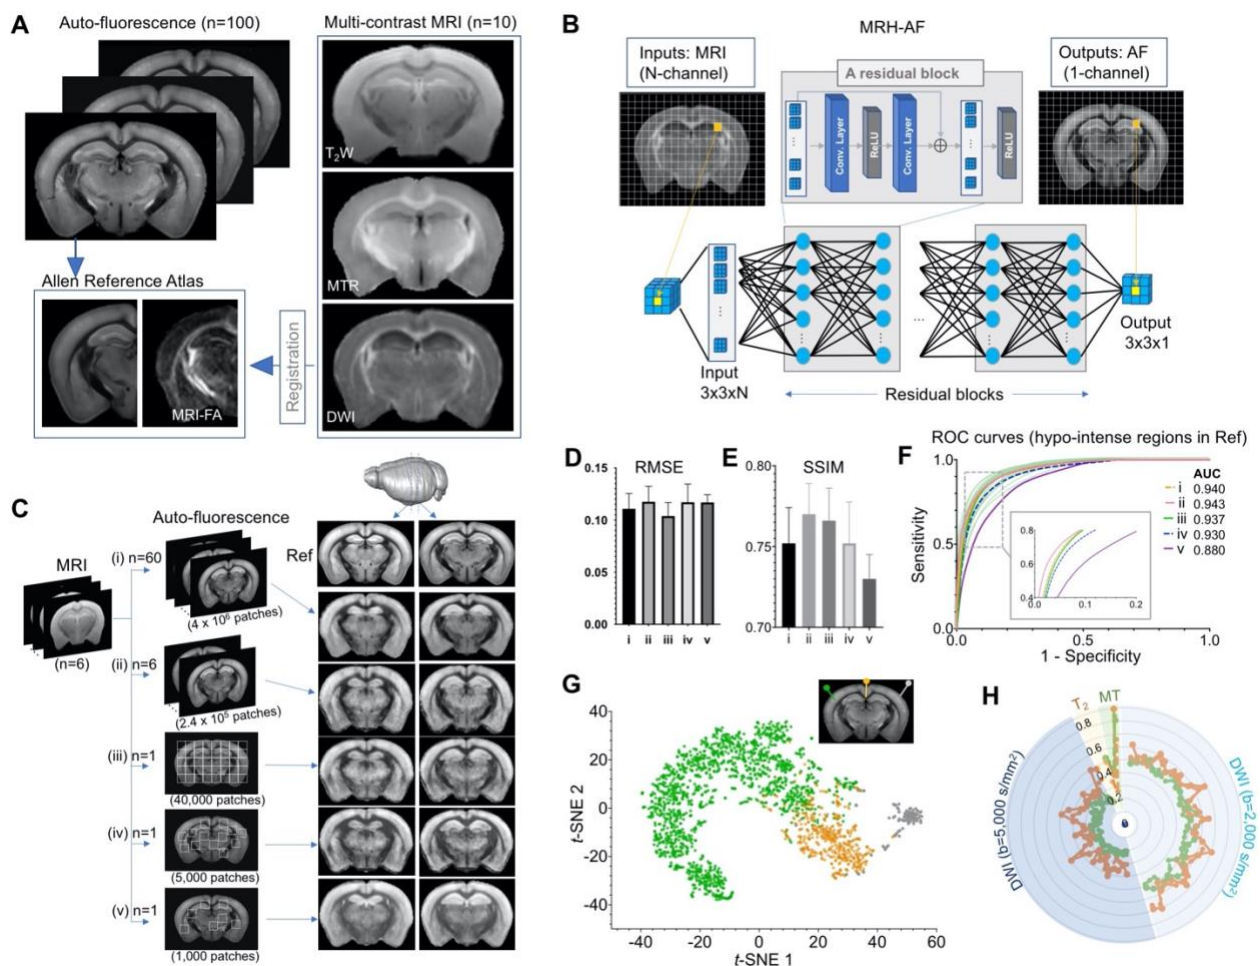 A
Auto-fluorescence (n=100)
Multi-contrast MRI (n=10)
T2W
MTR
DWI
Allen Reference Atlas
MRI-FA
Registration
B
MRH-AF
Inputs: MRI
(N-channel)
A residual block
Conv. Layer
ReLU
Conv. Layer
ReLU
Outputs: AF
(1-channel)
Input
3x3xN
Residual blocks
Output
3x3x1
C
MRI
(n=6)
Auto-fluorescence
Ref
(i) n=60
(4 x 10⁶ patches)
(ii) n=6
(2.4 x 10⁵ patches)
(iii) n=1
(40,000 patches)
(iv) n=1
(5,000 patches)
(v) n=1
(1,000 patches)
D
RMSE
0.15
0.10
0.05
0.00
i ii iii iv v
E
SSIM
0.80
0.75
0.70
i ii iii iv v
F
ROC curves (hypo-intense regions in Ref)
Sensitivity
1.0
0.5
0.0
0.0 0.5 1.0
1 - Specificity
AUC
i 0.940
ii 0.943
iii 0.937
iv 0.930
v 0.880
0.8
0.6
0.4
0.0 0.1 0.2
G
t-SNE 2
40
20
0
-20
-40
-40 -20 0 20 40 60
t-SNE 1
H
T2
MT
0.8
0.6
0.4
0.2
0
DWI (b=5,000 s/mm²)
DWI (b=2,000 s/mm²)